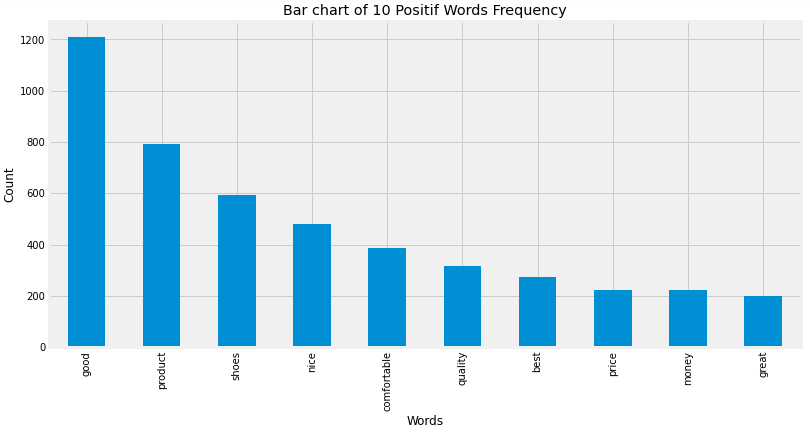 Bar chart of 10 Positif Words Frequency
1200
1000
800
600
400
200
0
Count
good
product
shoes
nice
comfortable
quality
best
price
money
great
Words